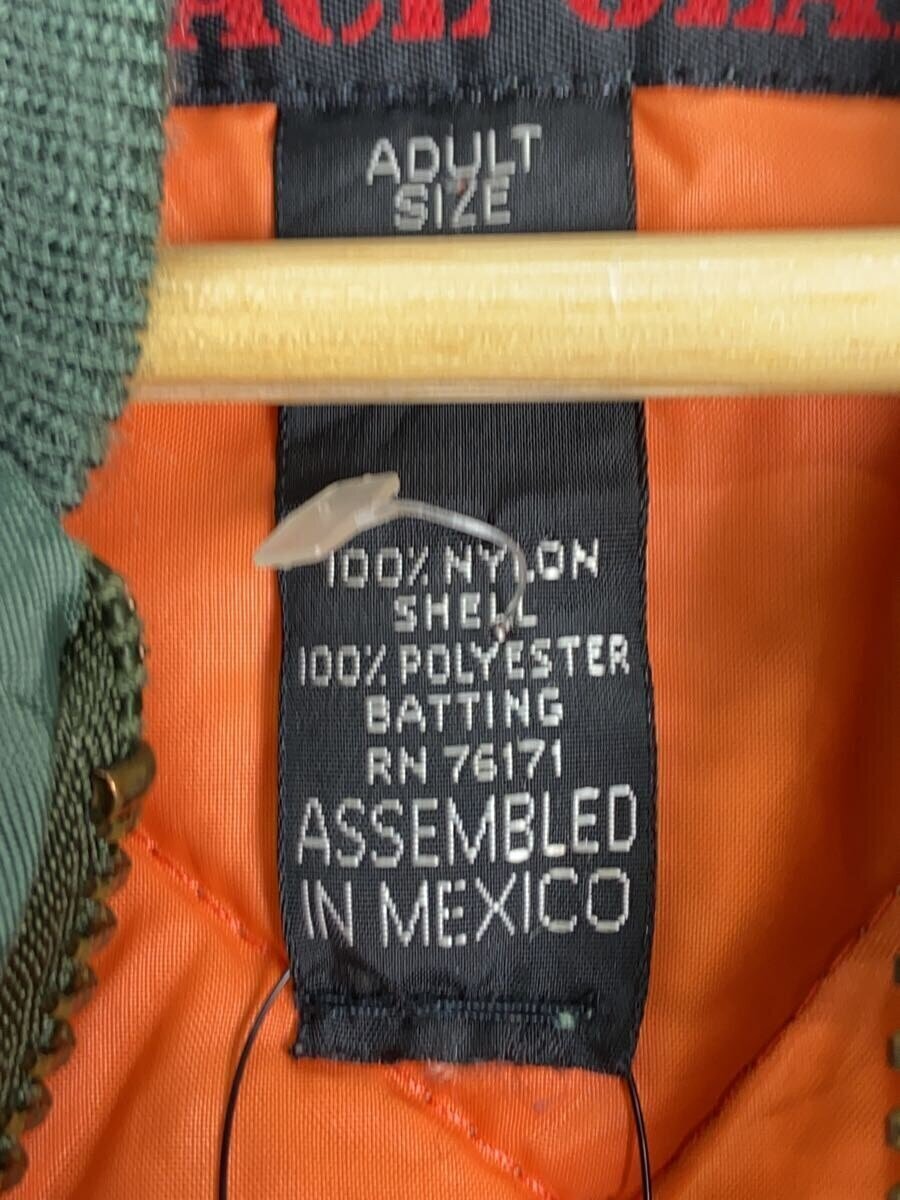 ADULT
SIZE
100% NYLON
SHELL
100% POLYESTER
BATTING
RN 76171
ASSEMBLED
IN MEXICO